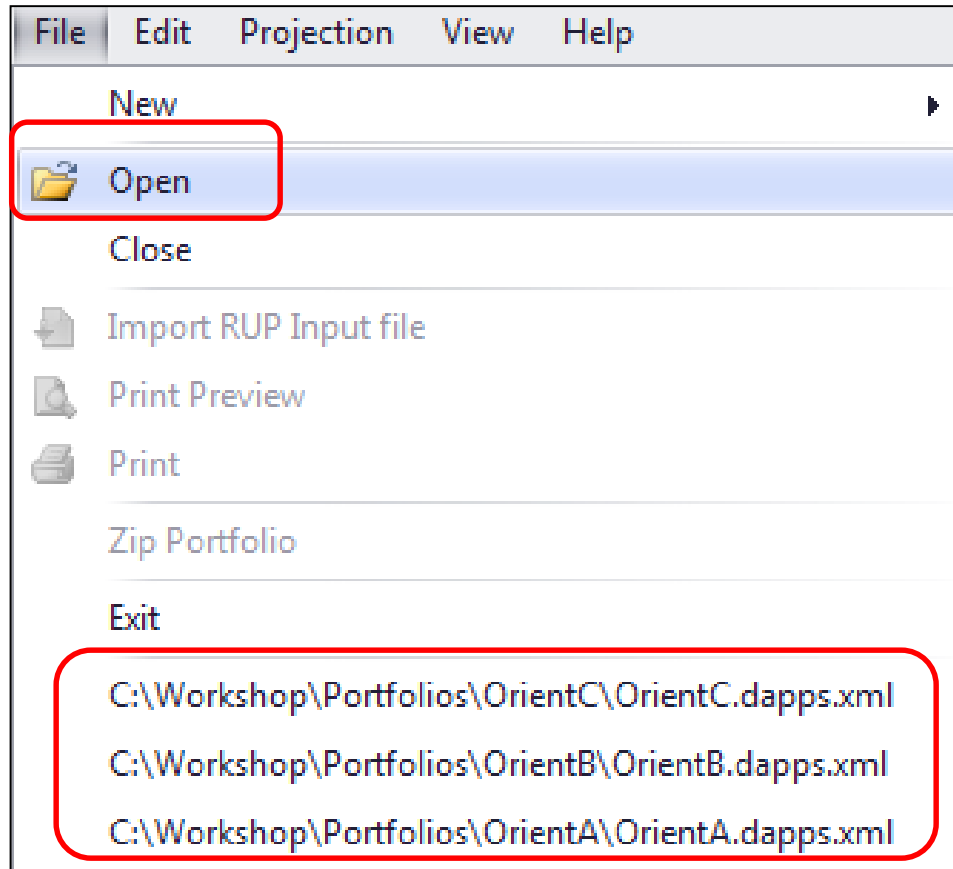 File Edit Projection View Help
New
Open
Close
Import RUP Input file
Print Preview
Print
Zip Portfolio
Exit
C:\Workshop\Portfolios\OrientC\OrientC.dapps.xml
C:\Workshop\Portfolios\OrientB\OrientB.dapps.xml
C:\Workshop\Portfolios\OrientA\OrientA.dapps.xml